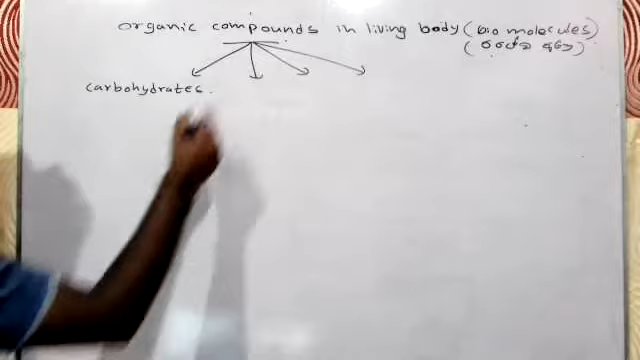 organic compounds in living body (bio molecules)
carbohydrates.